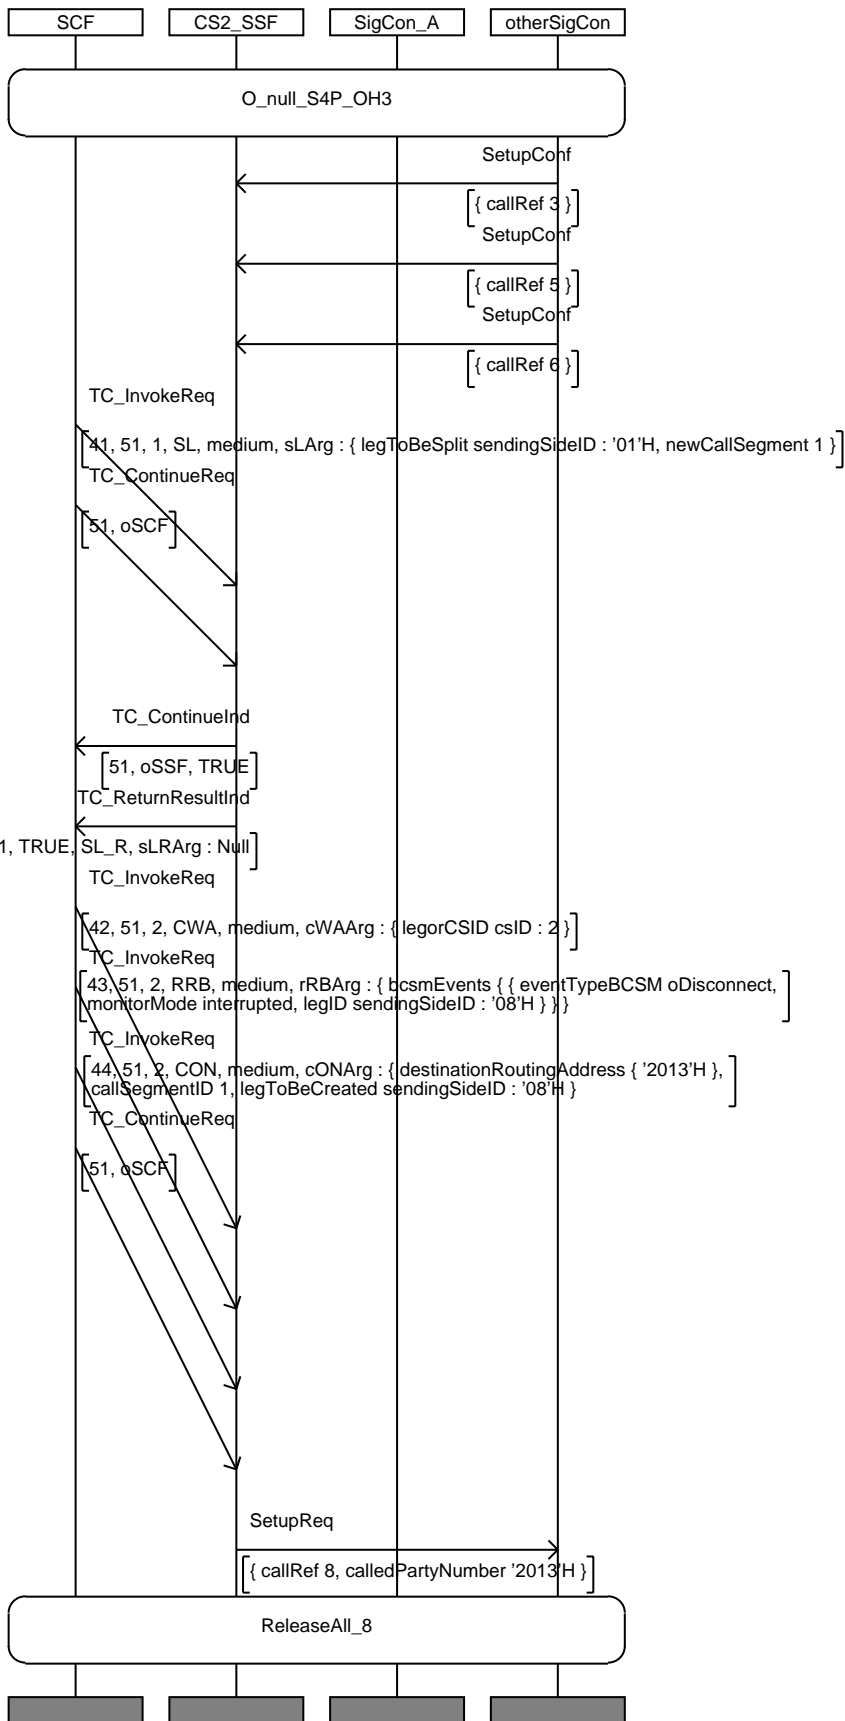 SCF CS2_SSF SigCon_A otherSigCon
O_null_S4P_OH3
SetupConf
{ callRef 3 }
SetupConf
{ callRef 5 }
SetupConf
{ callRef 6 }
TC_InvokeReq
41, 51, 1, SL, medium, sLArg : { legToBeSplit sendingSideID : '01'H, newCallSegment 1 }
TC_ContinueReq
51, oSCF
TC_ContinueInd
51, oSSF, TRUE
TC_ReturnResultInd
1, TRUE, SL_R, sLRArg : Null
TC_InvokeReq
42, 51, 2, CWA, medium, cWAArg : { legorCSID csID : 2 }
TC_InvokeReq
43, 51, 2, RRB, medium, rRBArg : { bcsmEvents { { eventTypeBCSM oDisconnect,
monitorMode interrupted, legID sendingSideID : '08'H } } }
TC_InvokeReq
44, 51, 2, CON, medium, cONArg : { destinationRoutingAddress { '2013'H },
callSegmentID 1, legToBeCreated sendingSideID : '08'H }
TC_ContinueReq
51, oSCF
SetupReq
{ callRef 8, calledPartyNumber '2013'H }
ReleaseAll_8